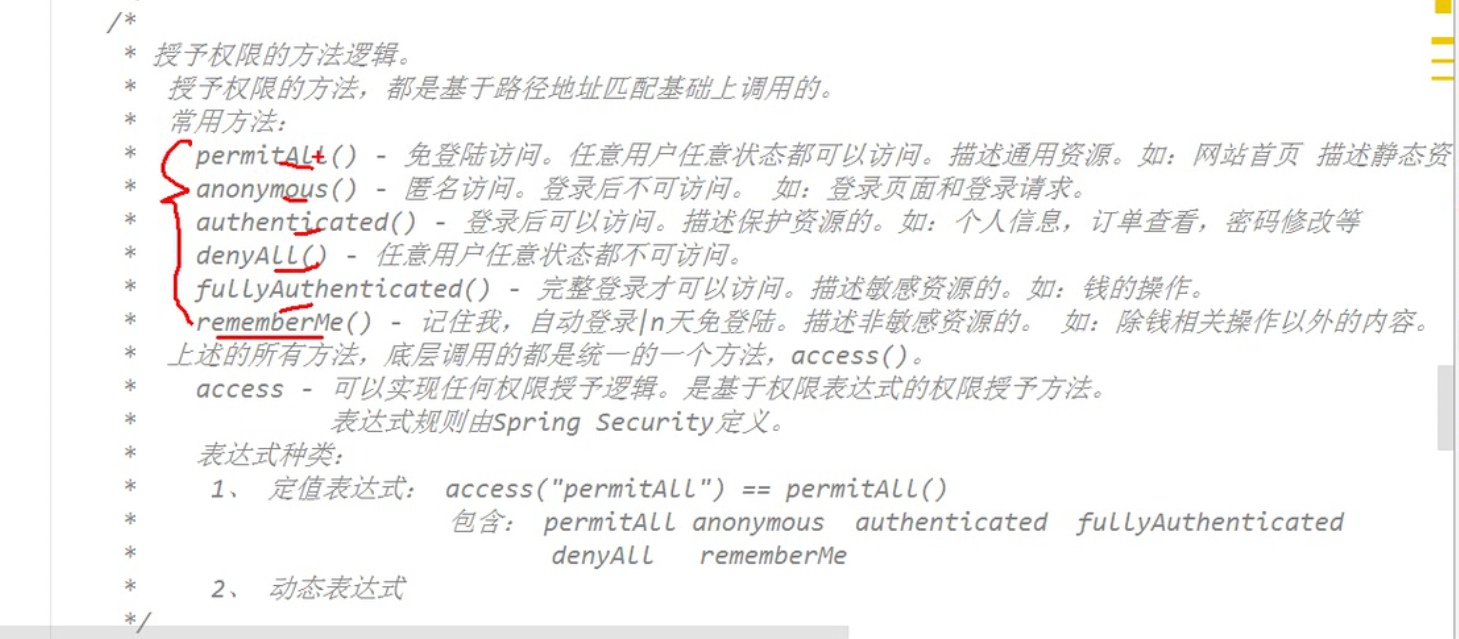 /*
* 授予权限的方法逻辑。
* 授予权限的方法，都是基于路径地址匹配基础上调用的。
* 常用方法：
* permitAll() - 免登陆访问。任意用户任意状态都可以访问。描述通用资源。如：网站首页 描述静态资
* anonymous() - 匿名访问。登录后不可访问。 如：登录页面和登录请求。
* authenticated() - 登录后可以访问。描述保护资源的。如：个人信息，订单查看，密码修改等
* denyAll() - 任意用户任意状态都不可访问。
* fullyAuthenticated() - 完整登录才可以访问。描述敏感资源的。如：钱的操作。
* rememberMe() - 记住我，自动登录|n天免登陆。描述非敏感资源的。 如：除钱相关操作以外的内容。
* 上述的所有方法，底层调用的都是统一的一个方法，access()。
* access - 可以实现任何权限授予逻辑。是基于权限表达式的权限授予方法。
* 表达式规则由Spring Security定义。
* 表达式种类：
* 1、 定值表达式： access("permitAll") == permitAll()
* 包含： permitAll anonymous authenticated fullyAuthenticated
* denyAll rememberMe
* 2、 动态表达式
*/